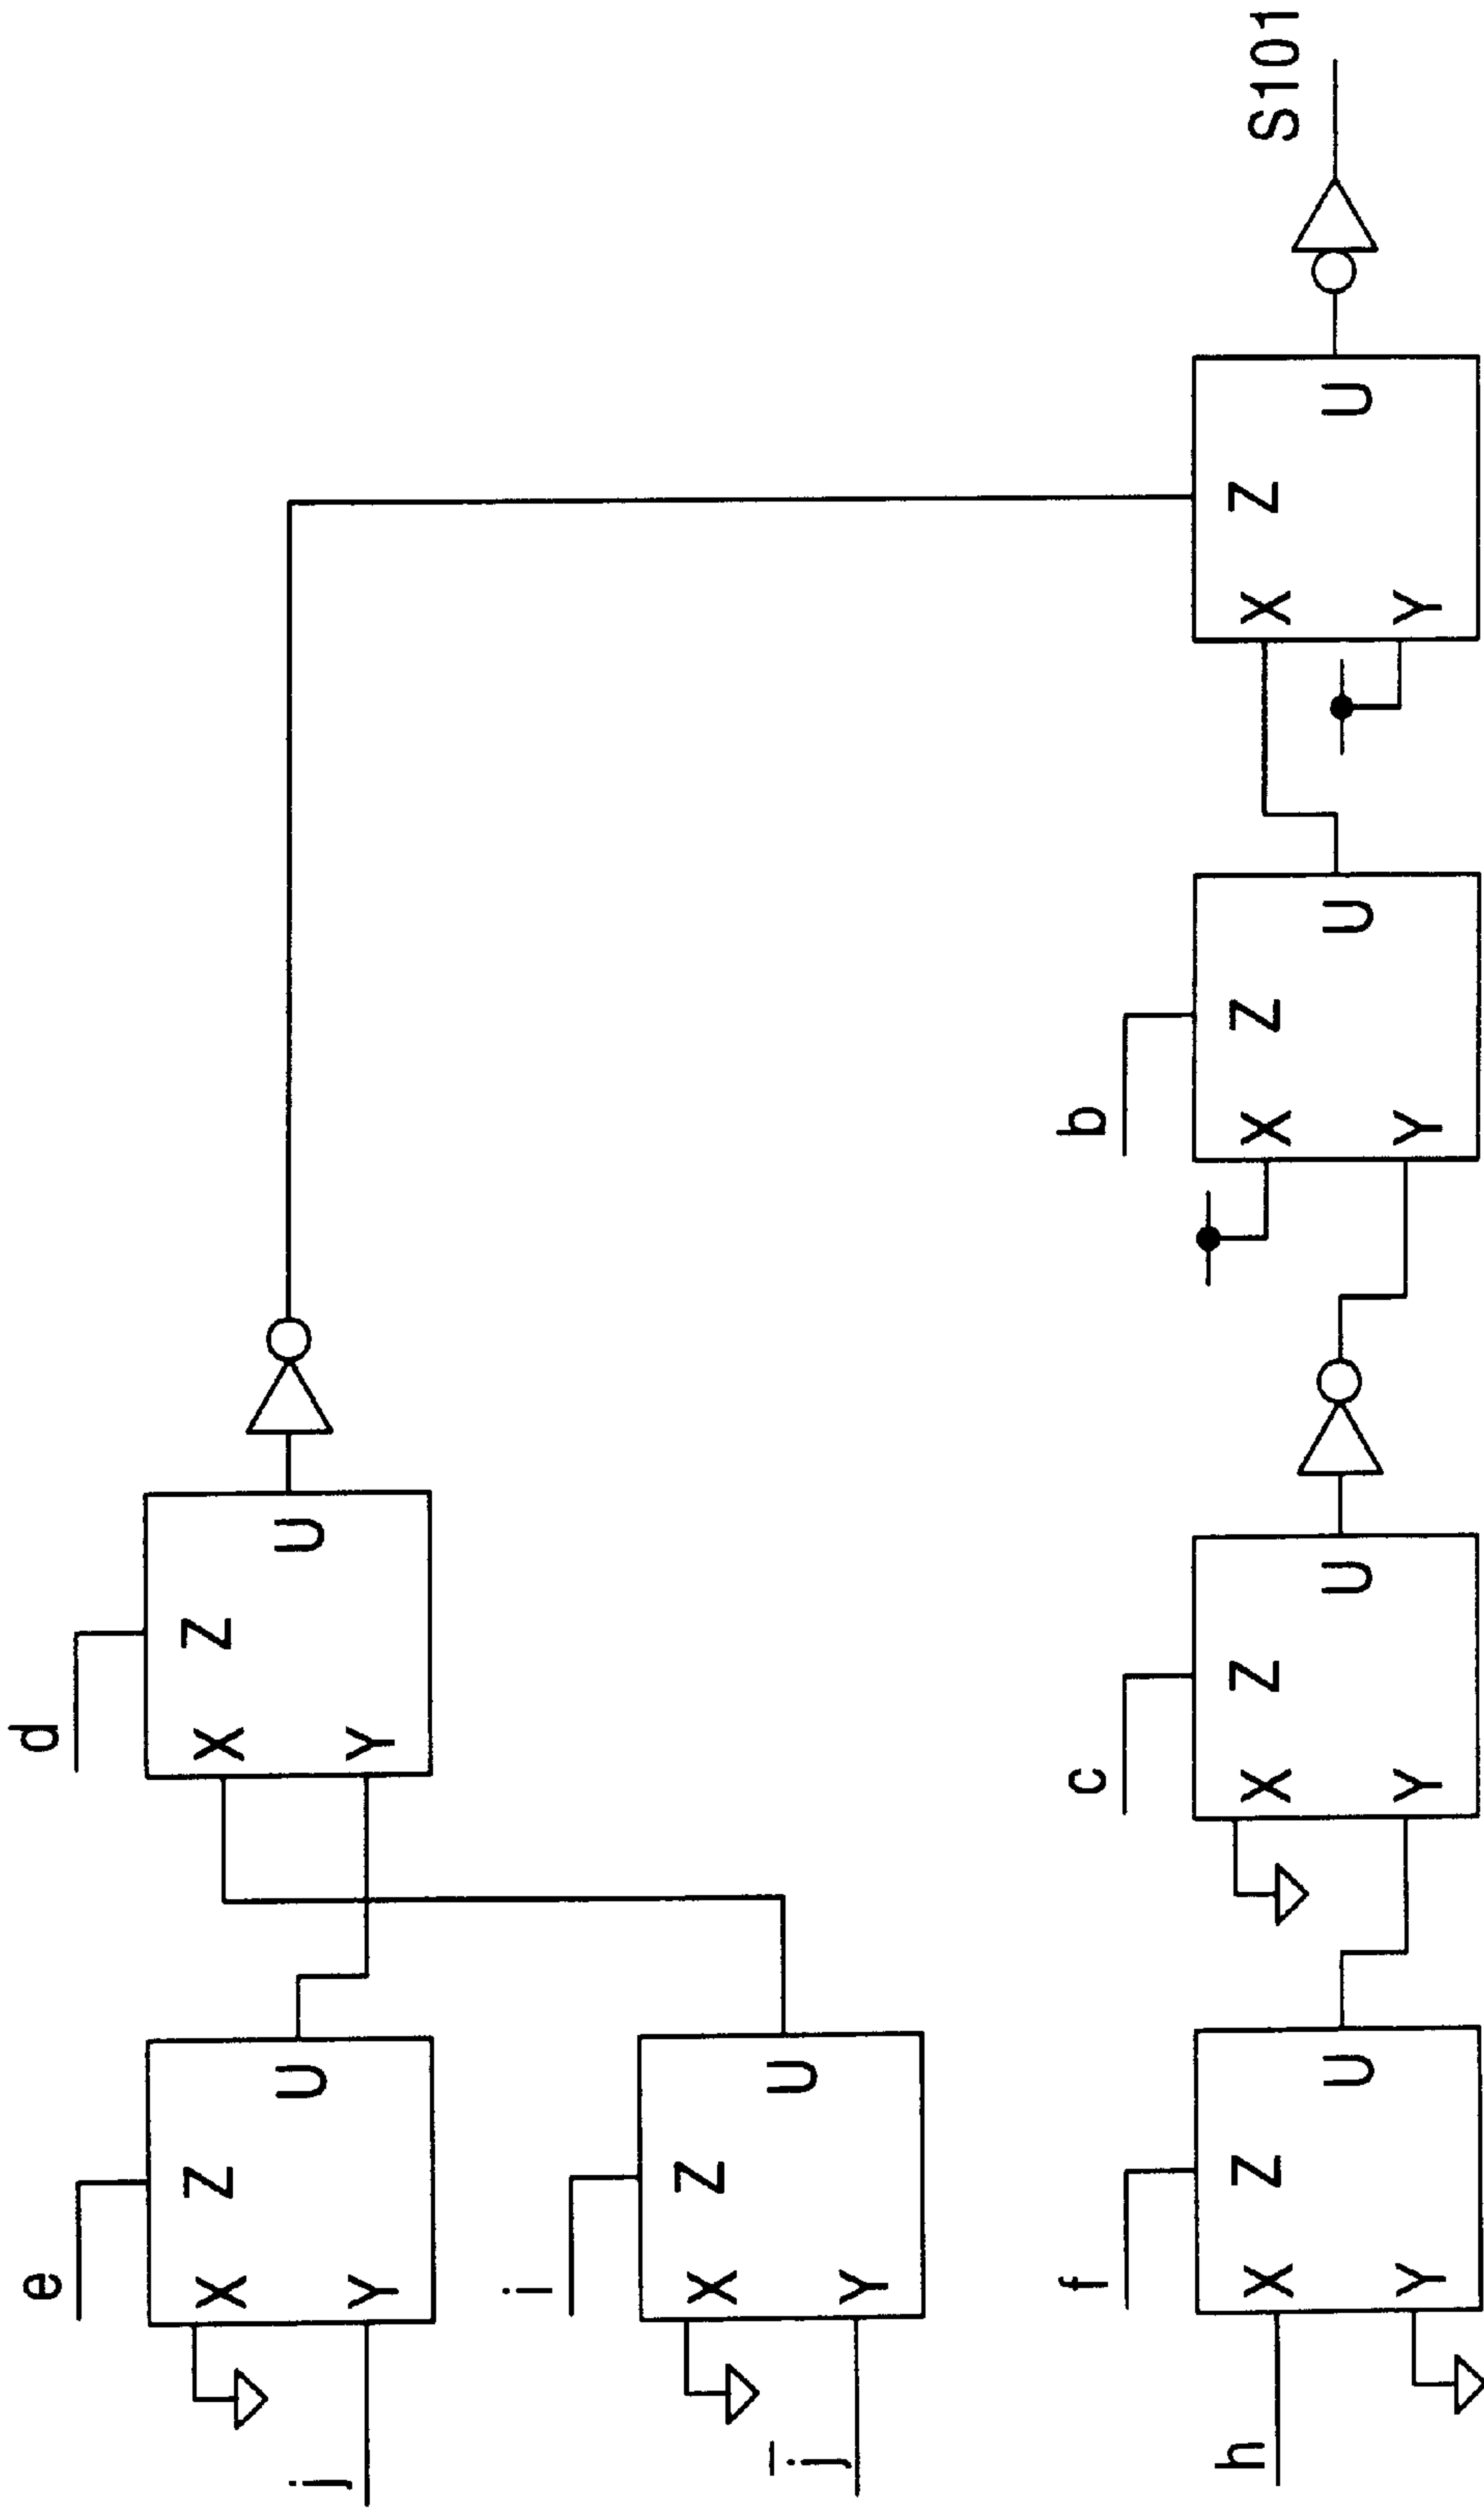 e d
Z Z
X X
U U
j
Y Y
i
Z
X
U
j̄
Y
f c b
Z Z Z Z
h X X X X S101
U U U U
Y Y Y Y